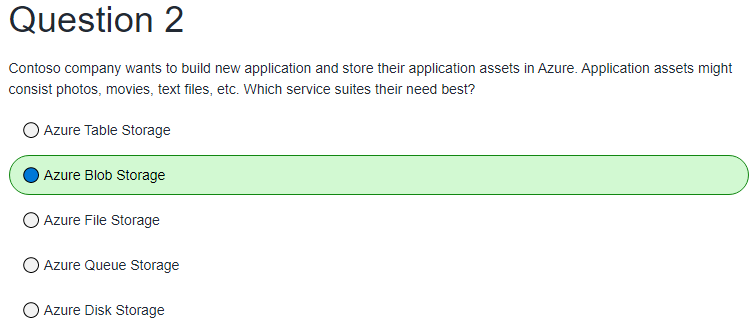 Question 2
Contoso company wants to build new application and store their application assets in Azure. Application assets might
consist photos, movies, text files, etc. Which service suites their need best?
Azure Table Storage
Azure Blob Storage
Azure File Storage
Azure Queue Storage
Azure Disk Storage